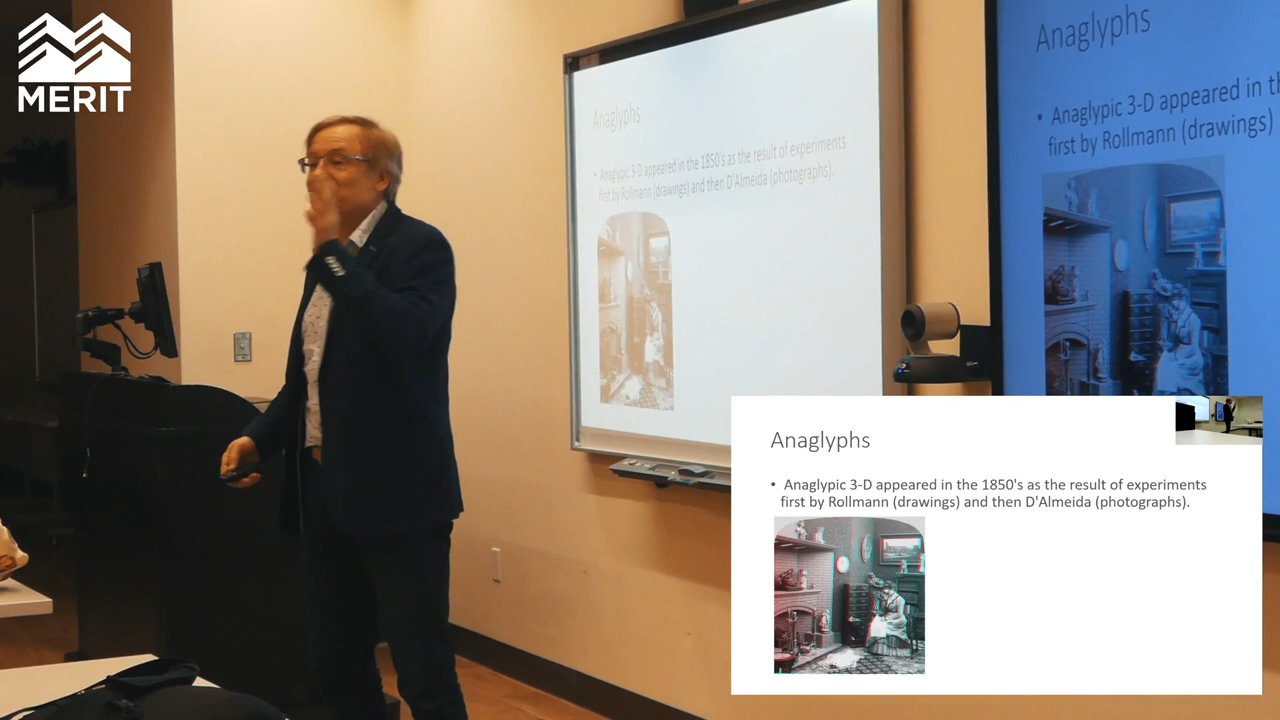 MERIT
Anaglyphs
• Anaglypic 3-D appeared in the 1850's as the result of experiments
first by Rollmann (drawings) and then D'Almeida (photographs).
Anaglyphs
• Anaglypic 3-D appeared in
first by Rollmann (drawings)
Anaglyphs
• Anaglypic 3-D appeared in the 1850's as the result of experiments
first by Rollmann (drawings) and then D'Almeida (photographs).